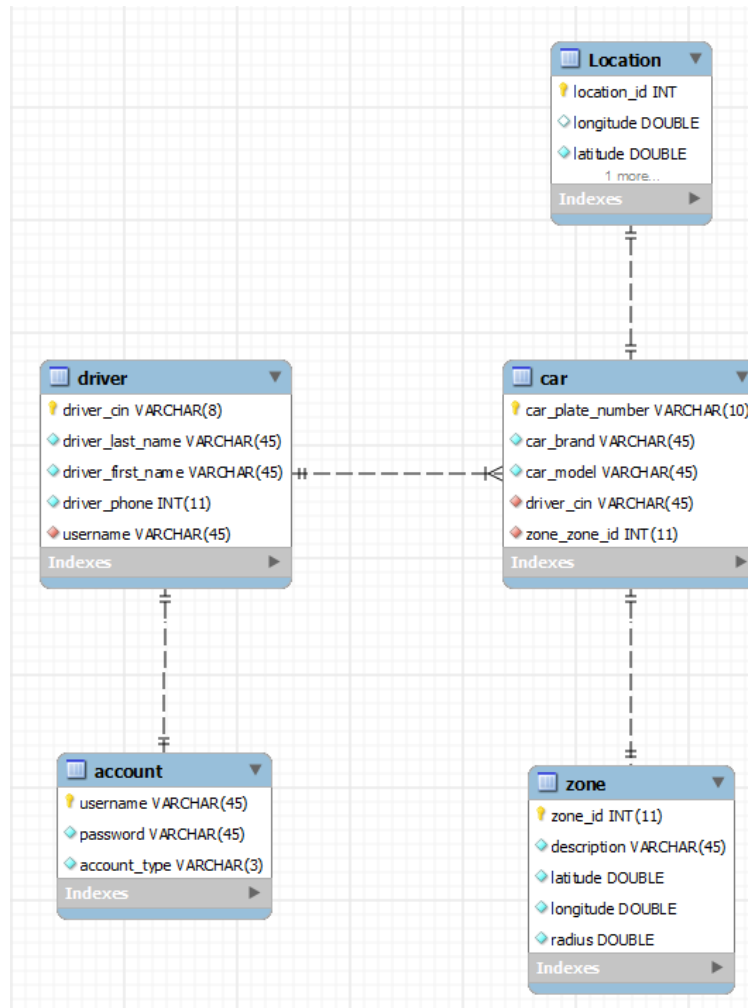 Location
location_id INT
longitude DOUBLE
latitude DOUBLE
1 more...
Indexes
driver
driver_cin VARCHAR(8)
driver_last_name VARCHAR(45)
driver_first_name VARCHAR(45)
driver_phone INT(11)
username VARCHAR(45)
Indexes
car
car_plate_number VARCHAR(10)
car_brand VARCHAR(45)
car_model VARCHAR(45)
driver_cin VARCHAR(45)
zone_zone_id INT(11)
Indexes
account
username VARCHAR(45)
password VARCHAR(45)
account_type VARCHAR(3)
Indexes
zone
zone_id INT(11)
description VARCHAR(45)
latitude DOUBLE
longitude DOUBLE
radius DOUBLE
Indexes